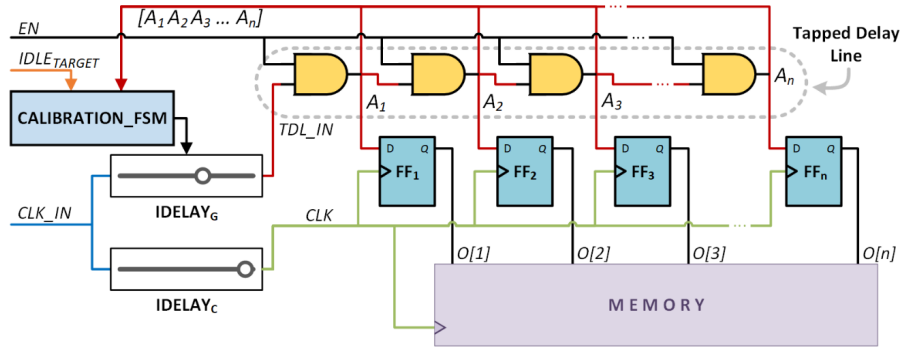 EN
[A1 A2 A3 ... An]
Tapped Delay
Line
IDLETARGET
CALIBRATION_FSM
TDL_IN
A1
A2
A3
An
...
...
D Q
FF1
D Q
FF2
D Q
FF3
D Q
FFn
IDELAYG
CLK_IN
CLK
...
IDELAYC
O[1]
O[2]
O[3]
O[n]
MEMORY